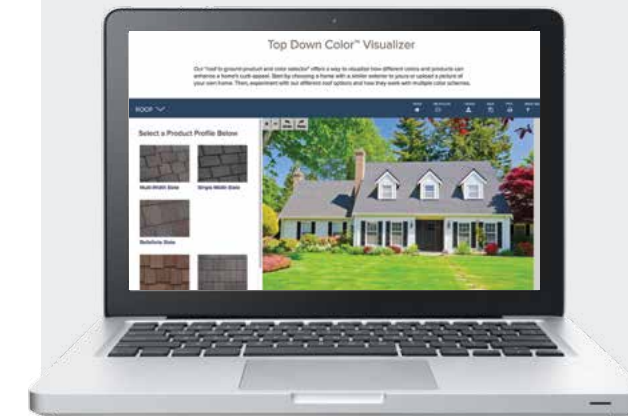 Top Down Color™ Visualizer
Our "roof to ground product and color selector" offers a way to visualize how different colors and products can
enhance a home's curb appeal. Start by choosing a home with a similar exterior to yours or upload a picture of
your own home. Then, experiment with our different roof options and how they work with multiple color schemes.
ROOF
Select a Product Profile Below
Multi-Width Slate Single-Width Slate
Bellaforte Slate